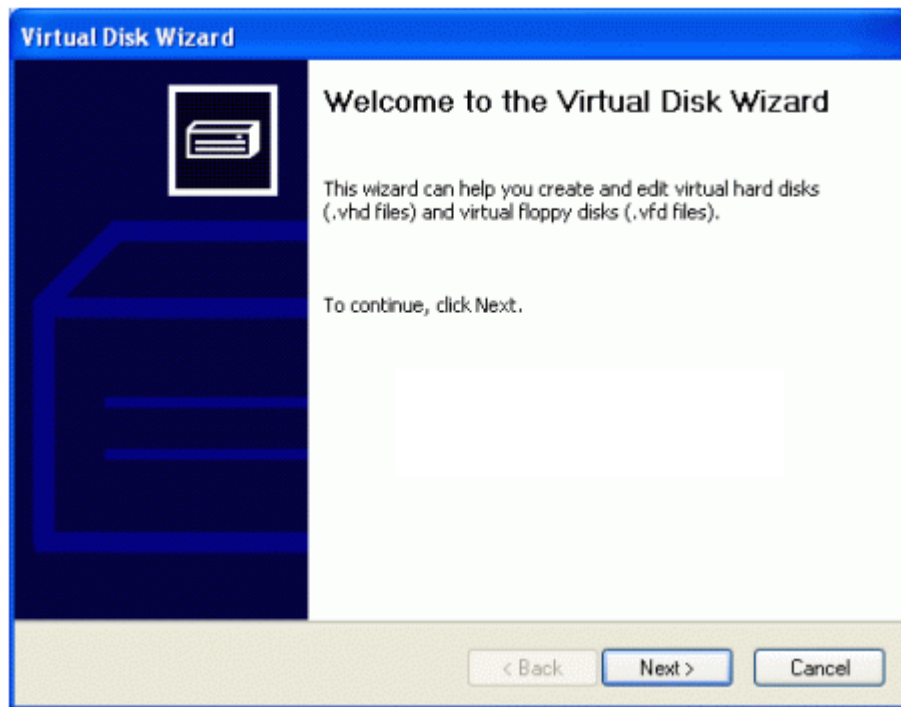 Virtual Disk Wizard
Welcome to the Virtual Disk Wizard
This wizard can help you create and edit virtual hard disks
(.vhd files) and virtual floppy disks (.vfd files).
To continue, click Next.
< Back
Next >
Cancel